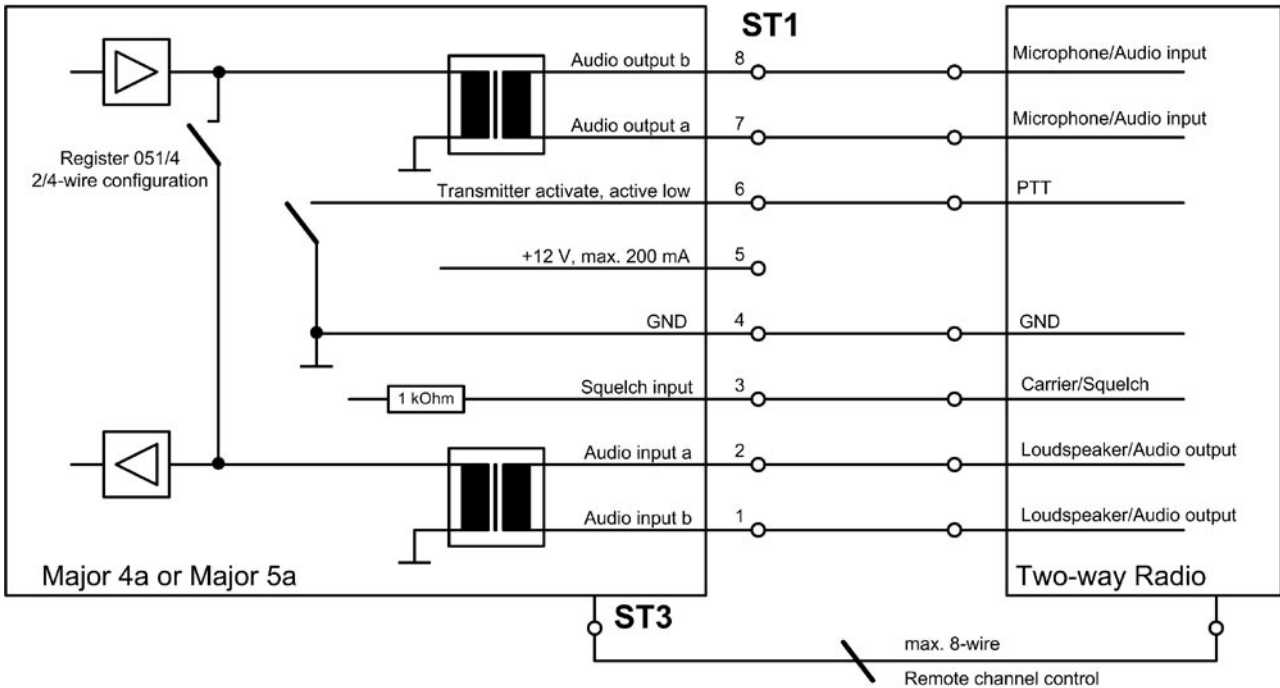 ST1
Audio output b
8
Microphone/Audio input
Audio output a
7
Microphone/Audio input
Register 051/4
2/4-wire configuration
Transmitter activate, active low
6
PTT
+12 V, max. 200 mA
5
GND
4
GND
1 kOhm
Squelch input
3
Carrier/Squelch
Audio input a
2
Loudspeaker/Audio output
Audio input b
1
Loudspeaker/Audio output
Major 4a or Major 5a
Two-way Radio
ST3
max. 8-wire
Remote channel control